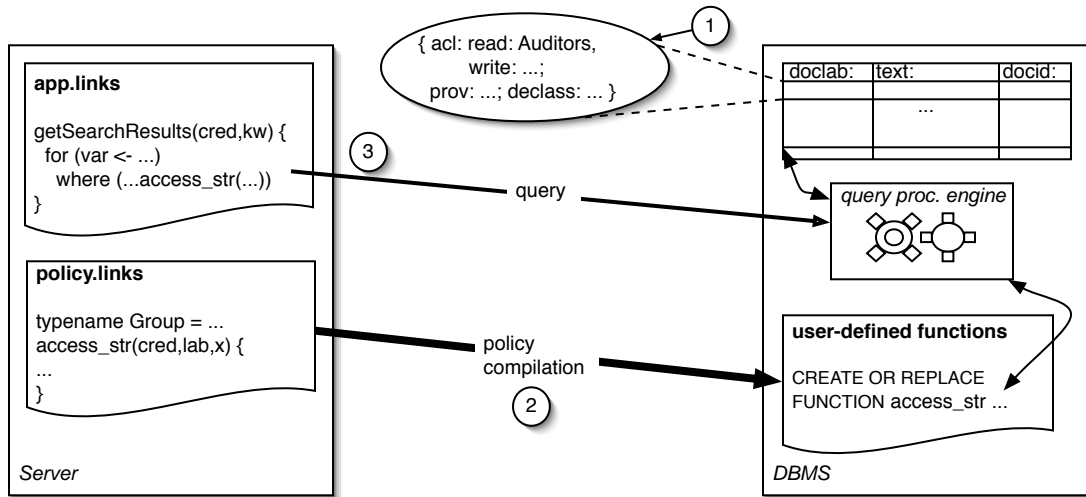 app.links
getSearchResults(cred,kw) {
for (var <- ...)
where (...access_str(...))
}
policy.links
typename Group = ...
access_str(cred,lab,x) {
...
}
Server
{ acl: read: Auditors,
write: ...;
prov: ...; declass: ... }
1
3
query
policy
compilation
2
doclab: text: docid:
...
query proc. engine
user-defined functions
CREATE OR REPLACE
FUNCTION access_str ...
DBMS